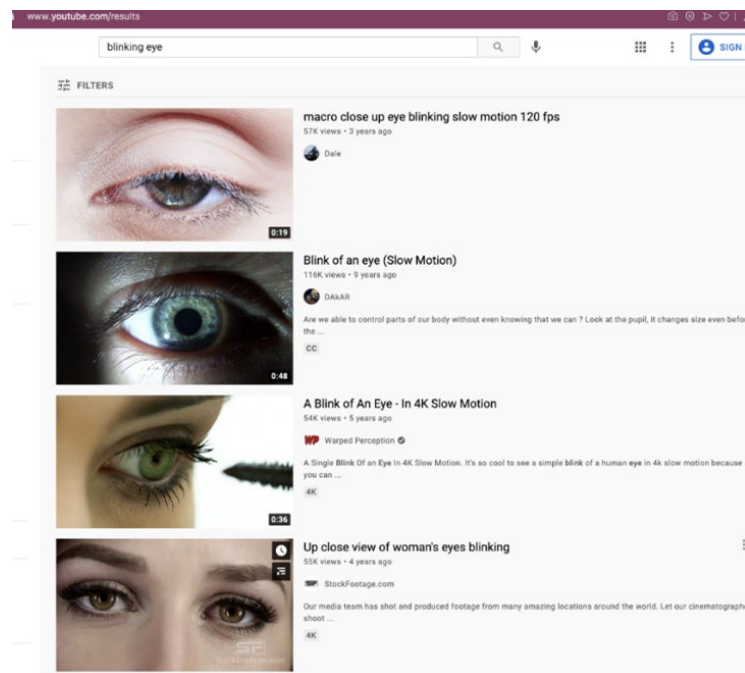 www.youtube.com/results
blinking eye
SIGN
FILTERS
macro close up eye blinking slow motion 120 fps
57K views • 3 years ago
Dale
0:19
Blink of an eye (Slow Motion)
116K views • 9 years ago
DAkAR
Are we able to control parts of our body without even knowing that we can ? Look at the pupil, it changes size even befor
the ...
CC
0:48
A Blink of An Eye - In 4K Slow Motion
54K views • 5 years ago
WP Warped Perception
A Single Blink Of an Eye In 4K Slow Motion. It's so cool to see a simple blink of a human eye in 4k slow motion because
you can ...
4K
0:36
Up close view of woman's eyes blinking
55K views • 4 years ago
SF StockFootage.com
Our media team has shot and produced footage from many amazing locations around the world. Let our cinematograph
shoot ...
4K
SF
StockFootage.com